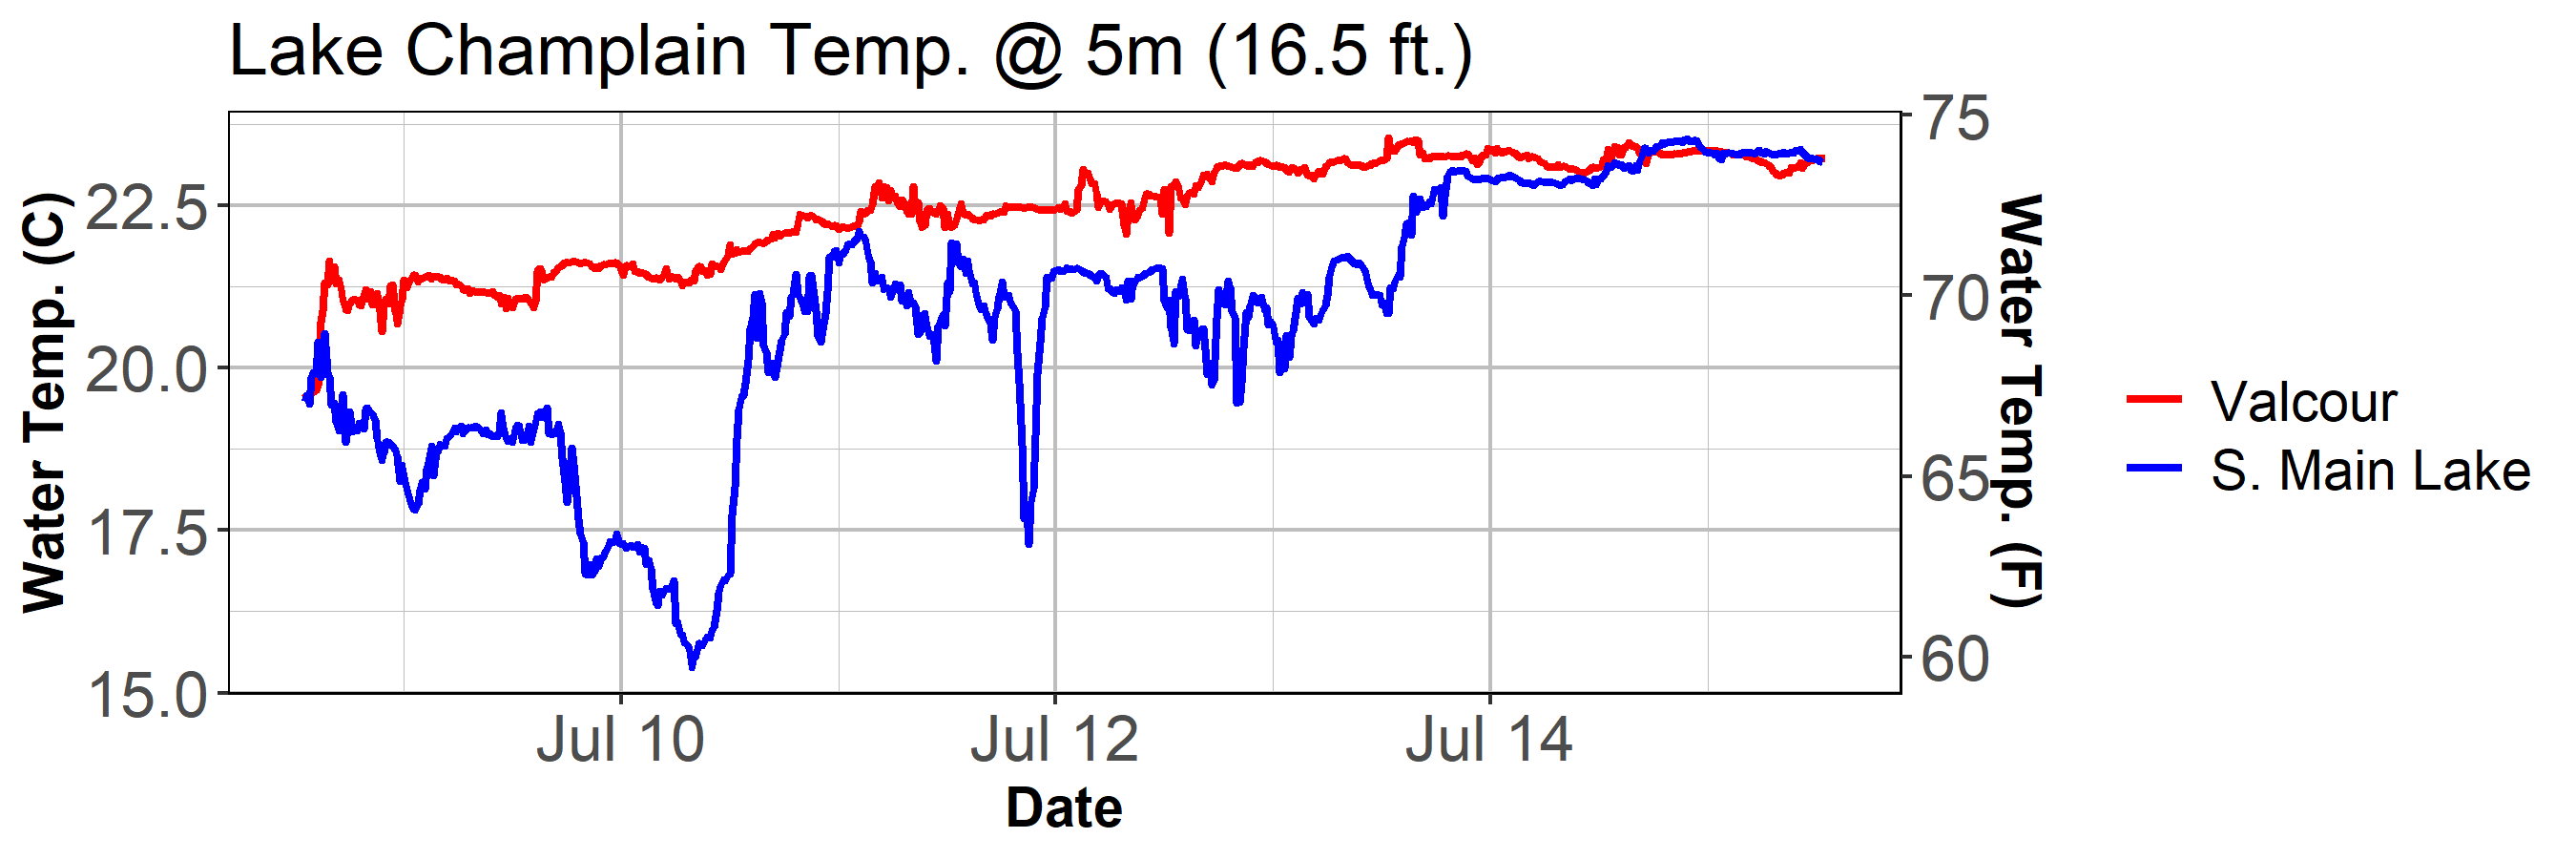 Lake Champlain Temp. @ 5m (16.5 ft.)
Water Temp. (C)
22.5
20.0
17.5
15.0
75
70
65
60
Water Temp. (F)
Jul 10
Jul 12
Jul 14
Date
Valcour
S. Main Lake